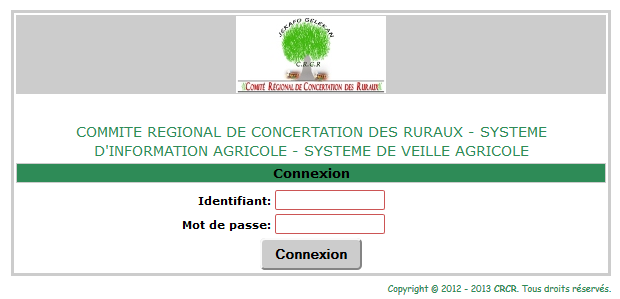 JEKAFO GELEKAN
C.R.C.R
COMITÉ RÉGIONAL DE CONCERTATION DES RURAUX
COMMITE REGIONAL DE CONCERTATION DES RURAUX - SYSTEME
D'INFORMATION AGRICOLE - SYSTEME DE VEILLE AGRICOLE
Connexion
Identifiant:
Mot de passe:
Connexion
Copyright © 2012 - 2013 CRCR. Tous droits réservés.